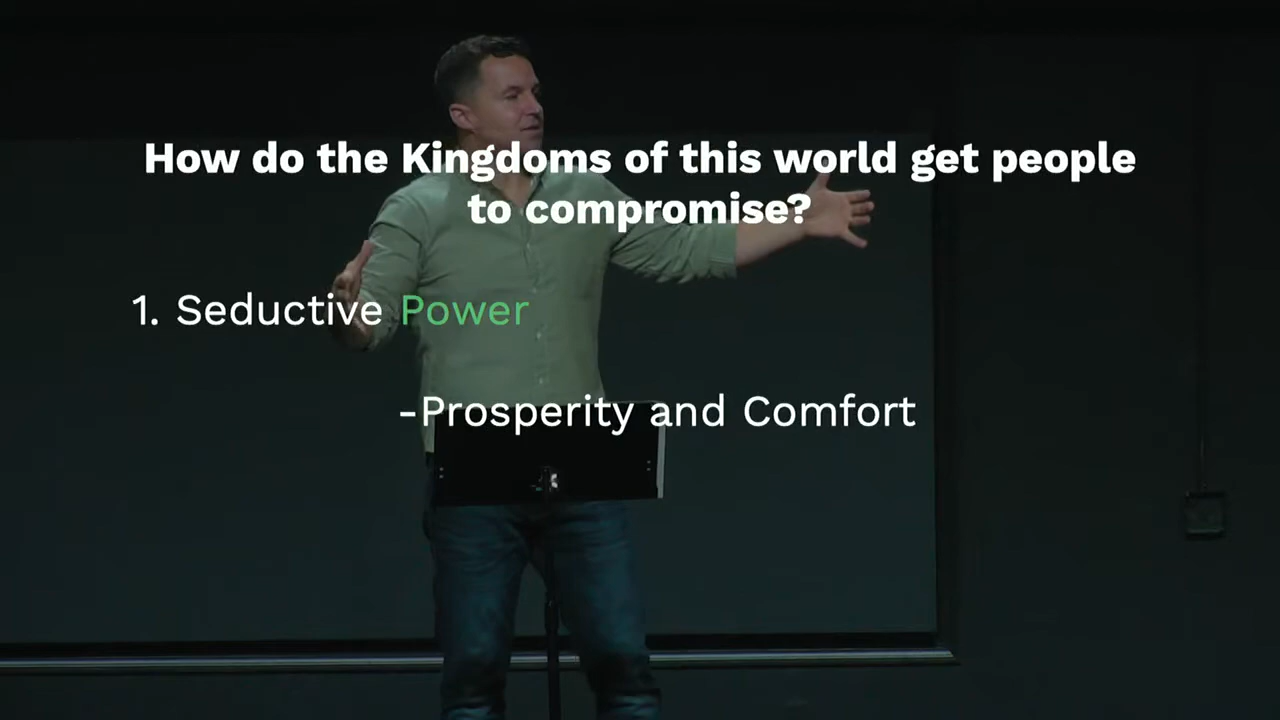 How do the Kingdoms of this world get people
to compromise?
1. Seductive Power
-Prosperity and Comfort